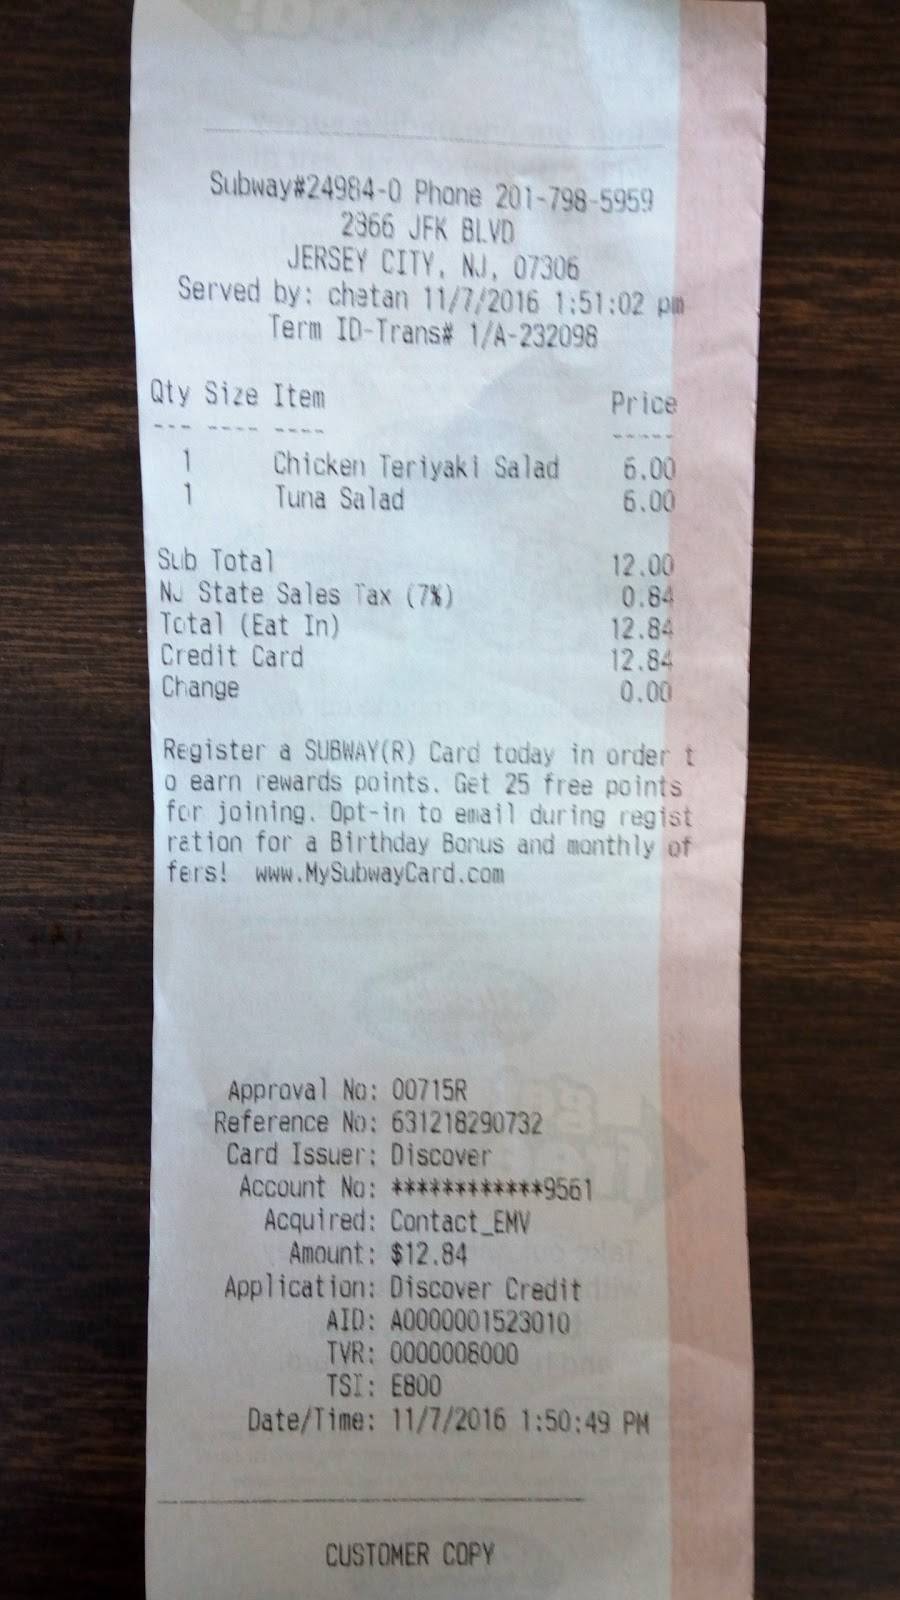 Subway#24984-0 Phone 201-798-5959
2366 JFK BLVD
JERSEY CITY, NJ, 07306
Served by: chetan 11/7/2016 1:51:02 pm
Term ID-Trans# 1/A-232098
Qty Size Item Price
--- ---- ---- -----
1 Chicken Teriyaki Salad 6.00
1 Tuna Salad 6.00
Sub Total 12.00
NJ State Sales Tax (7%) 0.84
Total (Eat In) 12.84
Credit Card 12.84
Change 0.00
Register a SUBWAY(R) Card today in order t
o earn rewards points. Get 25 free points
for joining. Opt-in to email during regist
ration for a Birthday Bonus and monthly of
fers! www.MySubwayCard.com
Approval No: 00715R
Reference No: 631218290732
Card Issuer: Discover
Account No: ************9561
Acquired: Contact_EMV
Amount: $12.84
Application: Discover Credit
AID: A0000001523010
TVR: 0000008000
TSI: E800
Date/Time: 11/7/2016 1:50:49 PM
CUSTOMER COPY